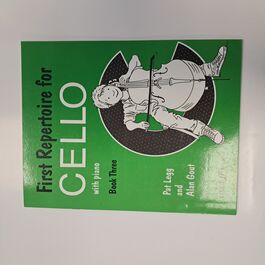 First Repertoire for
CELLO
with piano
Book Three
Pat Legg
and
Alan Gout